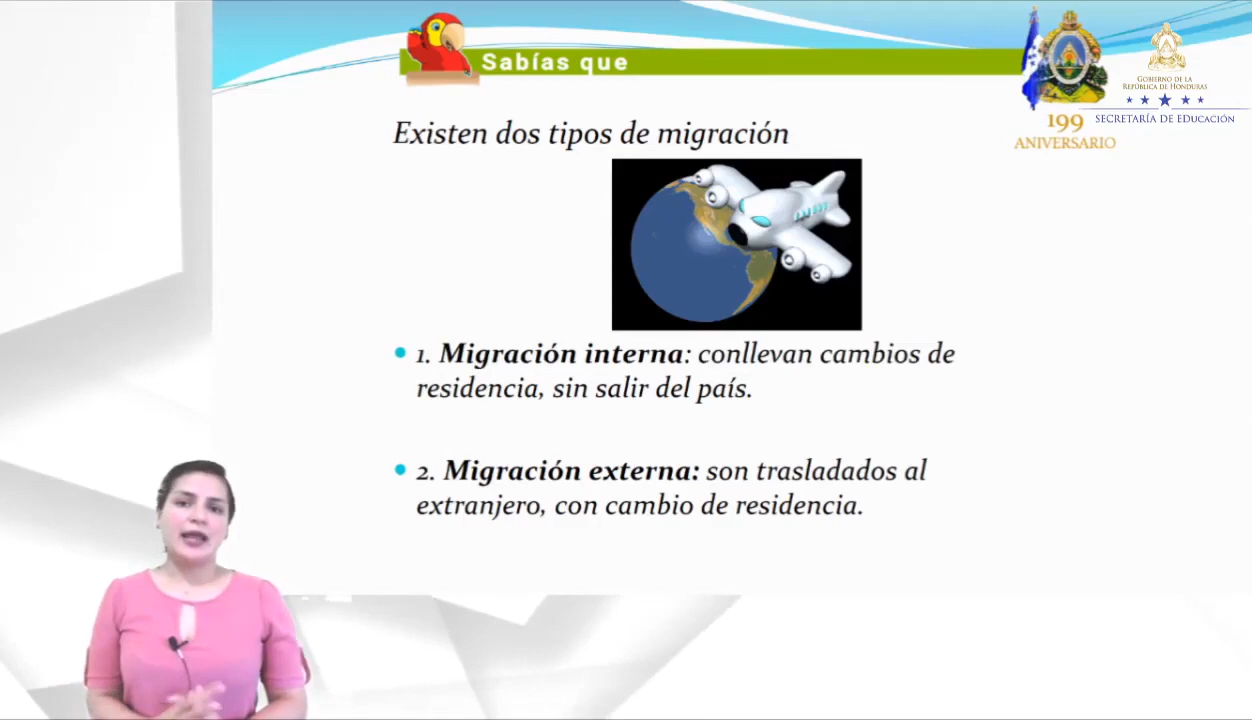 Sabías que
GOBIERNO DE LA
REPÚBLICA DE HONDURAS
SECRETARÍA DE EDUCACIÓN
199
ANIVERSARIO
Existen dos tipos de migración
1. Migración interna: conllevan cambios de
residencia, sin salir del país.
2. Migración externa: son trasladados al
extranjero, con cambio de residencia.